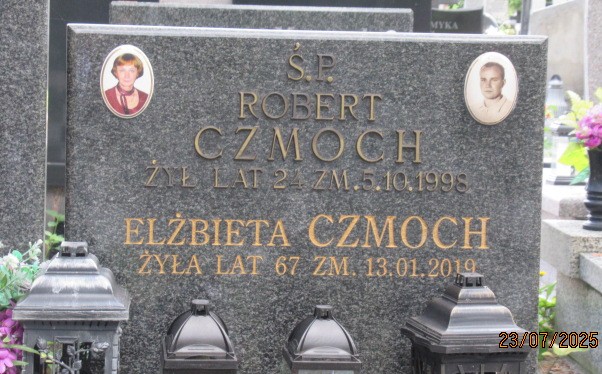 MYKA
Ś.P.
ROBERT
CZMOCH
ŻYŁ LAT 24 ZM. 5.10.1998
ELŻBIETA CZMOCH
ŻYŁA LAT 67 ZM. 13.01.2019
23/07/2025